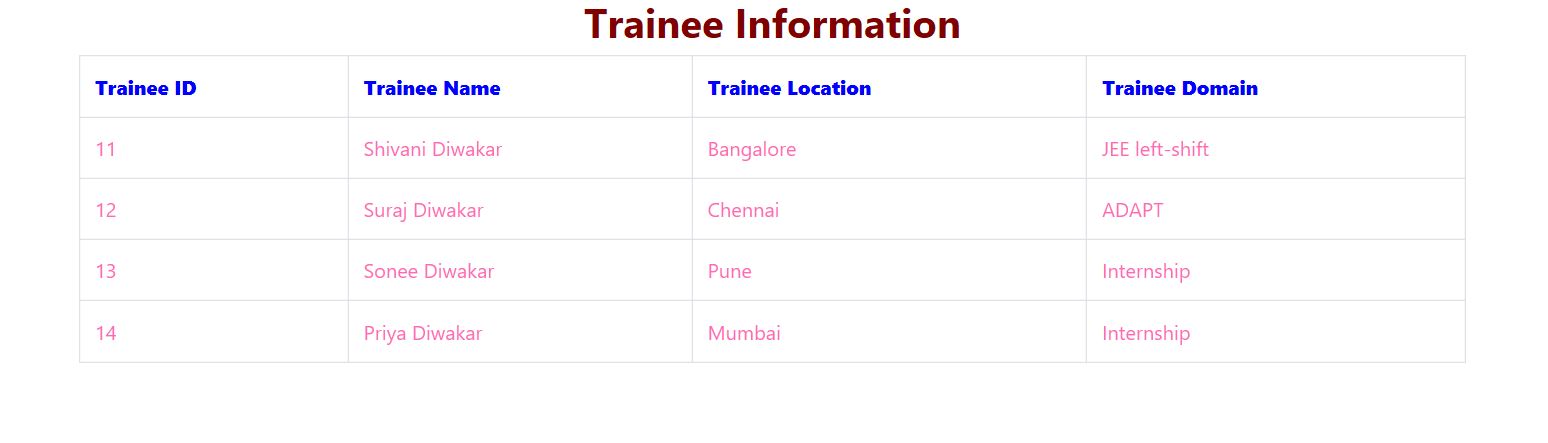 Trainee Information
Trainee ID Trainee Name Trainee Location Trainee Domain
11 Shivani Diwakar Bangalore JEE left-shift
12 Suraj Diwakar Chennai ADAPT
13 Sonee Diwakar Pune Internship
14 Priya Diwakar Mumbai Internship